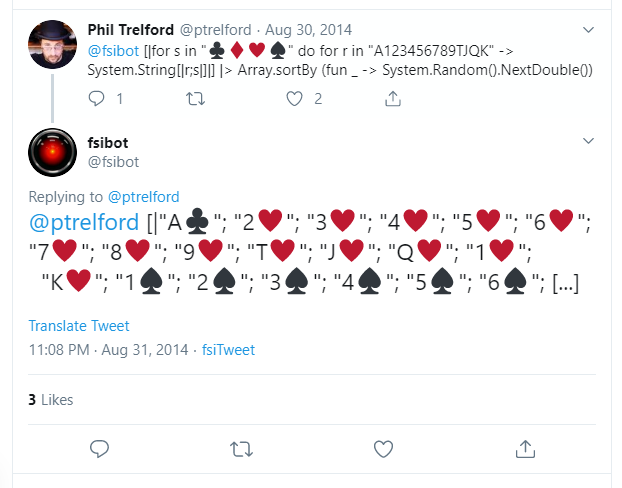 Phil Trelford @ptrelford · Aug 30, 2014
@fsibot [|for s in "♣♦♥♠" do for r in "A123456789TJQK" ->
System.String[|r;s|]|] |> Array.sortBy (fun _ -> System.Random().NextDouble())
1 2
fsibot
@fsibot
Replying to @ptrelford
@ptrelford [|"A♣"; "2♥"; "3♥"; "4♥"; "5♥"; "6♥";
"7♥"; "8♥"; "9♥"; "T♥"; "J♥"; "Q♥"; "1♥";
"K♥"; "1♠"; "2♠"; "3♠"; "4♠"; "5♠"; "6♠"; [...]
Translate Tweet
11:08 PM · Aug 31, 2014 · fsiTweet
3 Likes